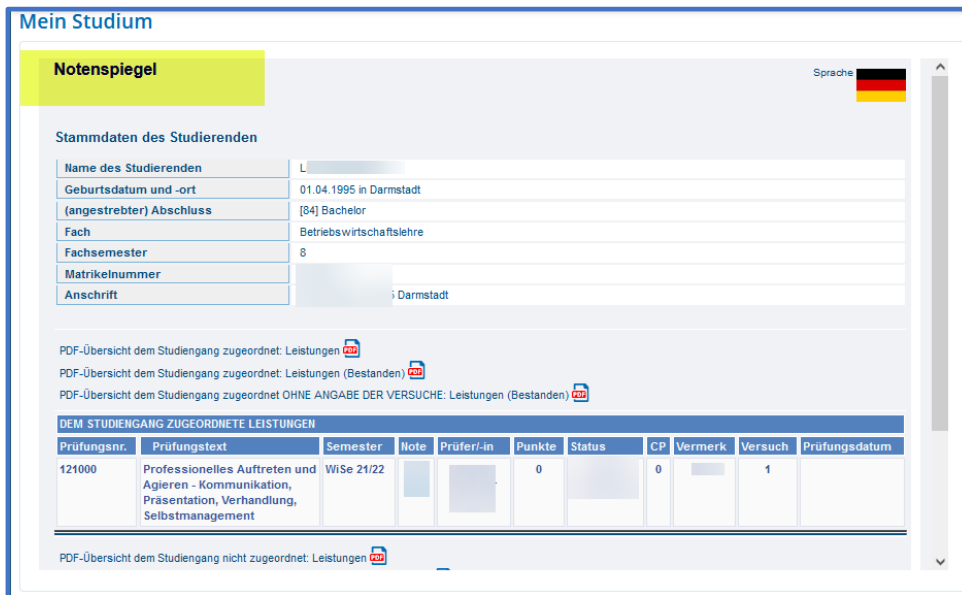 Mein Studium
Notenspiegel
Sprache
Stammdaten des Studierenden
Name des Studierenden L
Geburtsdatum und -ort 01.04.1995 in Darmstadt
(angestrebter) Abschluss [84] Bachelor
Fach Betriebswirtschaftslehre
Fachsemester 8
Matrikelnummer
Anschrift Darmstadt
PDF-Übersicht dem Studiengang zugeordnet: Leistungen PDF
PDF-Übersicht dem Studiengang zugeordnet: Leistungen (Bestanden) PDF
PDF-Übersicht dem Studiengang zugeordnet OHNE ANGABE DER VERSUCHE: Leistungen (Bestanden) PDF
DEM STUDIENGANG ZUGEORDNETE LEISTUNGEN
Prüfungsnr. Prüfungstext Semester Note Prüfer/-in Punkte Status CP Vermerk Versuch Prüfungsdatum
121000 Professionelles Auftreten und WiSe 21/22 0 0 1
Agieren - Kommunikation,
Präsentation, Verhandlung,
Selbstmanagement
PDF-Übersicht dem Studiengang nicht zugeordnet: Leistungen PDF